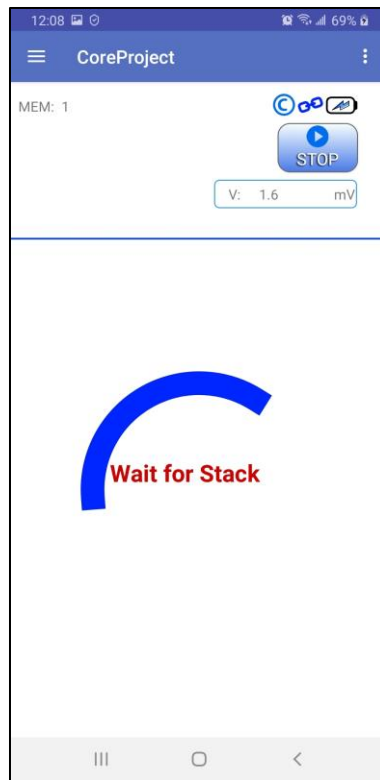 12:08 69%
CoreProject
MEM: 1
C
STOP
V: 1.6 mV
Wait for Stack